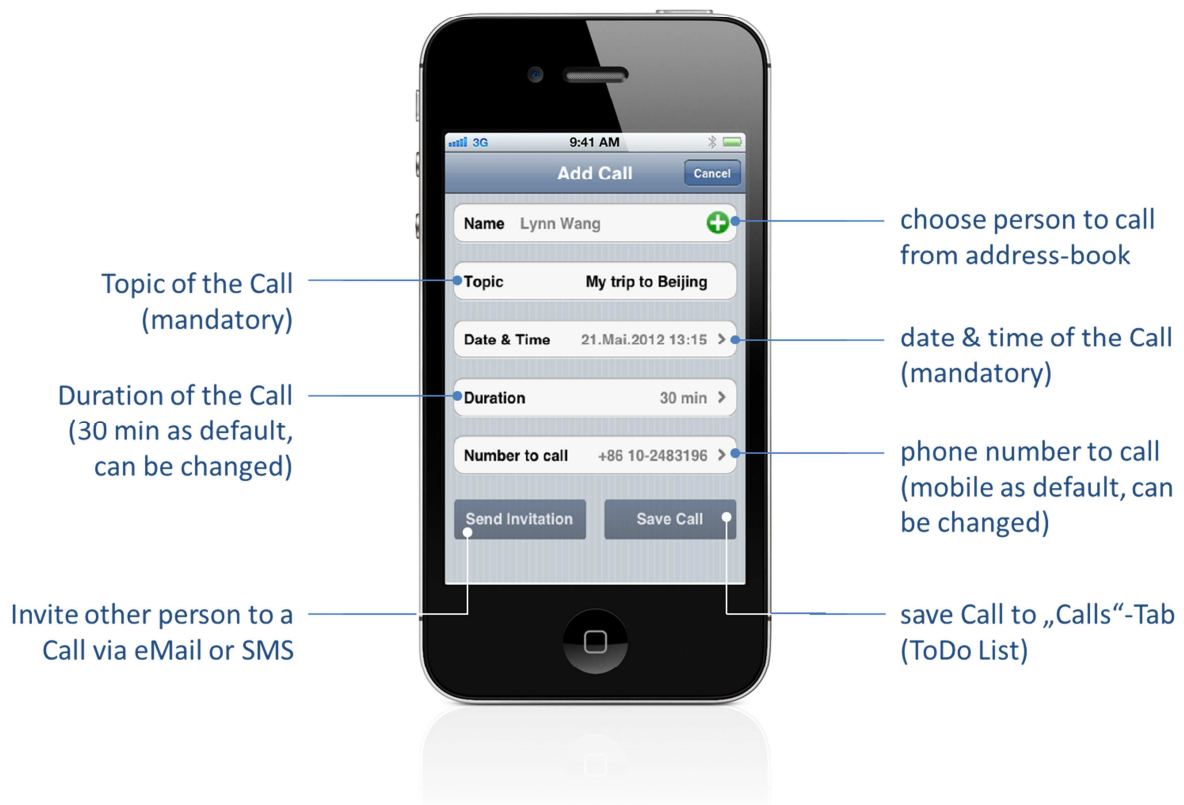 3G 9:41 AM
Add Call Cancel
Name Lynn Wang
Topic My trip to Beijing
Date & Time 21.Mai.2012 13:15
Duration 30 min
Number to call +86 10-2483196
Send Invitation Save Call
Topic of the Call
(mandatory)
Duration of the Call
(30 min as default,
can be changed)
Invite other person to a
Call via eMail or SMS
choose person to call
from address-book
date & time of the Call
(mandatory)
phone number to call
(mobile as default, can
be changed)
save Call to „Calls“-Tab
(ToDo List)